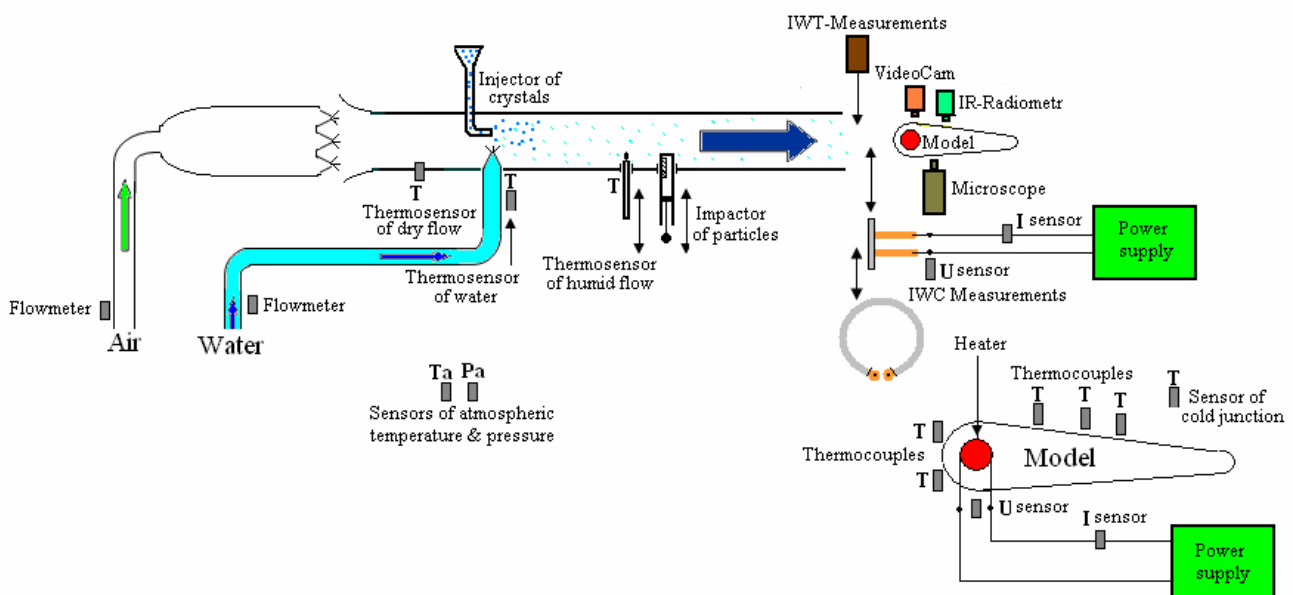 IWT-Measurements
VideoCam
IR-Radiometr
Injector of
crystals
Model
Microscope
T
Thermosensor
of dry flow
T
Thermosensor
of water
T
Thermosensor
of humid flow
Impactor
of particles
I sensor
Power
supply
U sensor
IWC Measurements
Flowmeter
Air
Flowmeter
Water
Ta Pa
Sensors of atmospheric
temperature & pressure
Heater
Thermocouples
T
T
T
T
Sensor of
cold junction
T
Thermocouples
T
Model
U sensor
I sensor
Power
supply